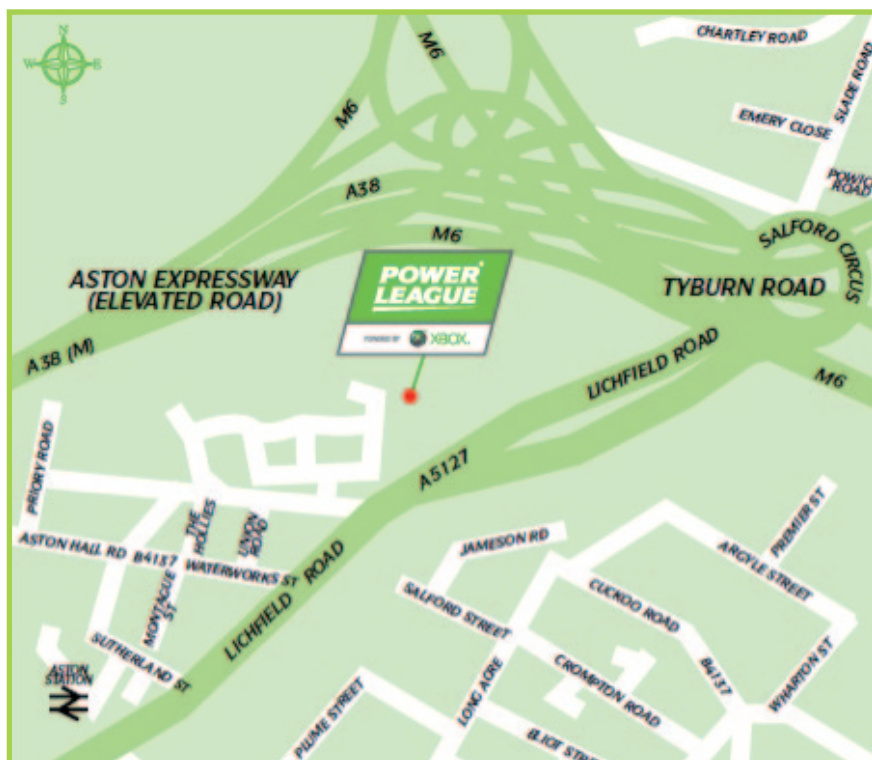 N
W E
S
M6
CHARTLEY ROAD
SLADE ROAD
EMERY CLOSE
M6
A38
M6
SALFORD CIRCUS
ROAD
ASTON EXPRESSWAY
(ELEVATED ROAD)
POWER
LEAGUE
POWERED BY XBOX
TYBURN ROAD
A38 (M)
LICHFIELD ROAD
M6
PRIORY ROAD
A5127
THE
HOLLIES
UNION
ROAD
ASTON HALL RD B4137 WATERWORKS ST
MONTAGUE
ST
LICHFIELD ROAD
JAMESON RD
PREMIER ST
ARGYLE STREET
SALFORD STREET
CUCKOO ROAD
SUTHERLAND ST
ASTON
STATION
CROMPTON ROAD
B4137
WHARTON ST
LONG ACRE
PLUME STREET